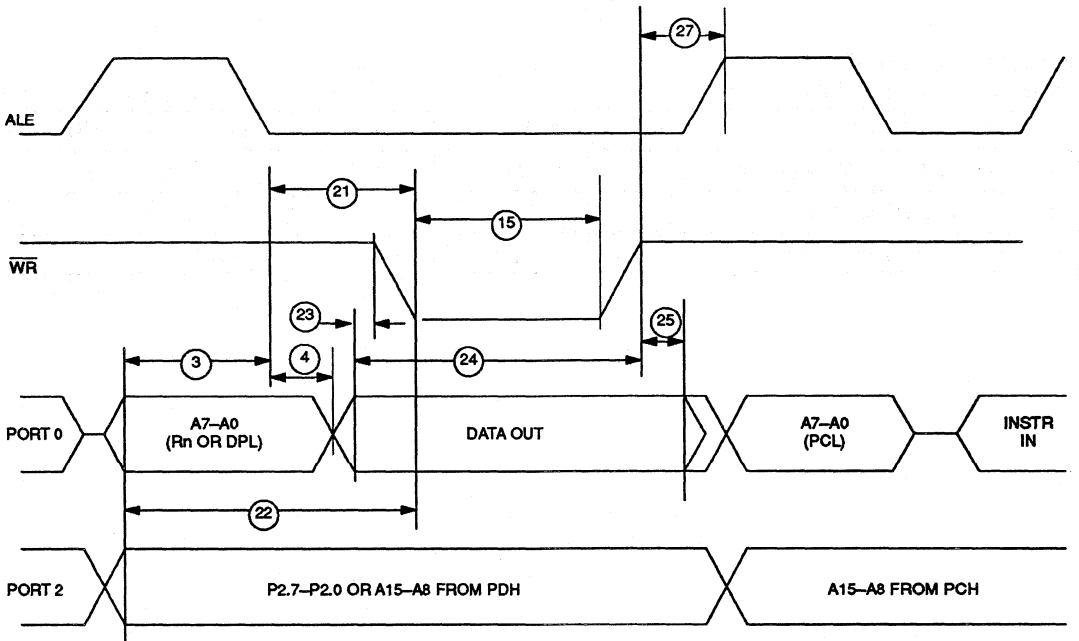 27
ALE
21
15
WR
23
25
3
4
24
PORT 0
A7–A0
(Rn OR DPL)
DATA OUT
A7–A0
(PCL)
INSTR
IN
22
PORT 2
P2.7–P2.0 OR A15–A8 FROM PDH
A15–A8 FROM PCH